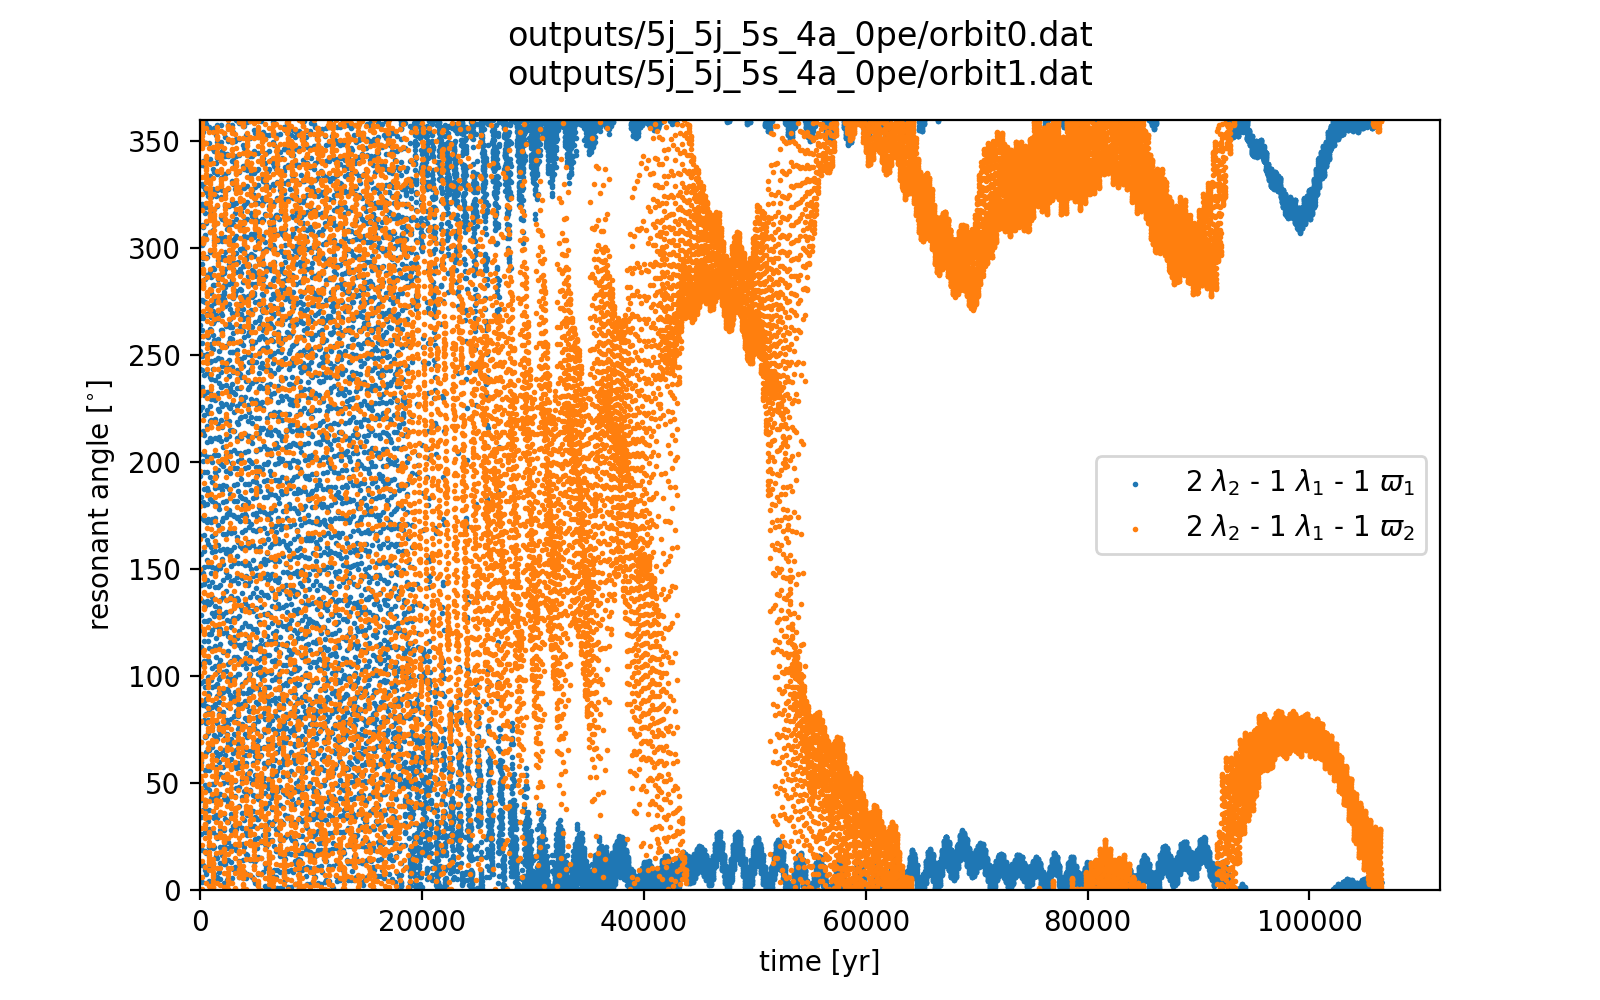 outputs/5j_5j_5s_4a_0pe/orbit0.dat
outputs/5j_5j_5s_4a_0pe/orbit1.dat
350
300
250
200
150
100
50
0
resonant angle [°]
2 λ₂ - 1 λ₁ - 1 ϖ₁
2 λ₂ - 1 λ₁ - 1 ϖ₂
0 20000 40000 60000 80000 100000
time [yr]